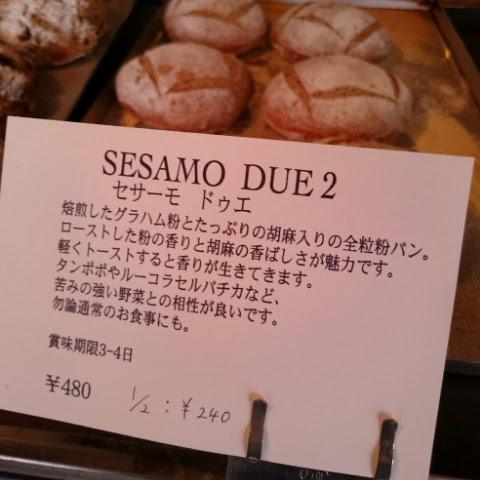 SESAMO DUE 2
セサーモ ドゥエ
焙煎したグラハム粉とたっぷりの胡麻入りの全粒粉パン。
ローストした粉の香りと胡麻の香ばしさが魅力です。
軽くトーストすると香りが生きてきます。
タンポポやルーコラセルバチカなど、
苦みの強い野菜との相性が良いです。
勿論通常のお食事にも。
賞味期限3-4日
¥480 1/2 : ¥240